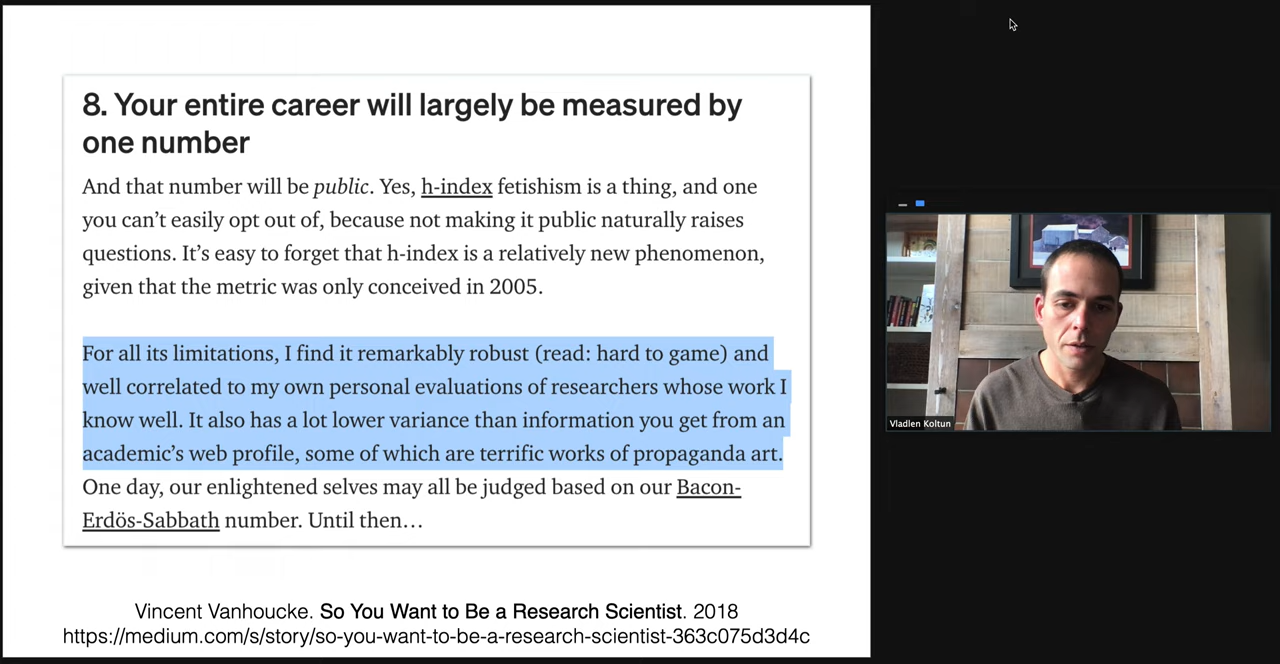 8. Your entire career will largely be measured by
one number
And that number will be public. Yes, h-index fetishism is a thing, and one
you can’t easily opt out of, because not making it public naturally raises
questions. It’s easy to forget that h-index is a relatively new phenomenon,
given that the metric was only conceived in 2005.
For all its limitations, I find it remarkably robust (read: hard to game) and
well correlated to my own personal evaluations of researchers whose work I
know well. It also has a lot lower variance than information you get from an
academic’s web profile, some of which are terrific works of propaganda art.
One day, our enlightened selves may all be judged based on our Bacon-
Erdös-Sabbath number. Until then…
Vincent Vanhoucke. So You Want to Be a Research Scientist. 2018
https://medium.com/s/story/so-you-want-to-be-a-research-scientist-363c075d3d4c
Vladlen Koltun